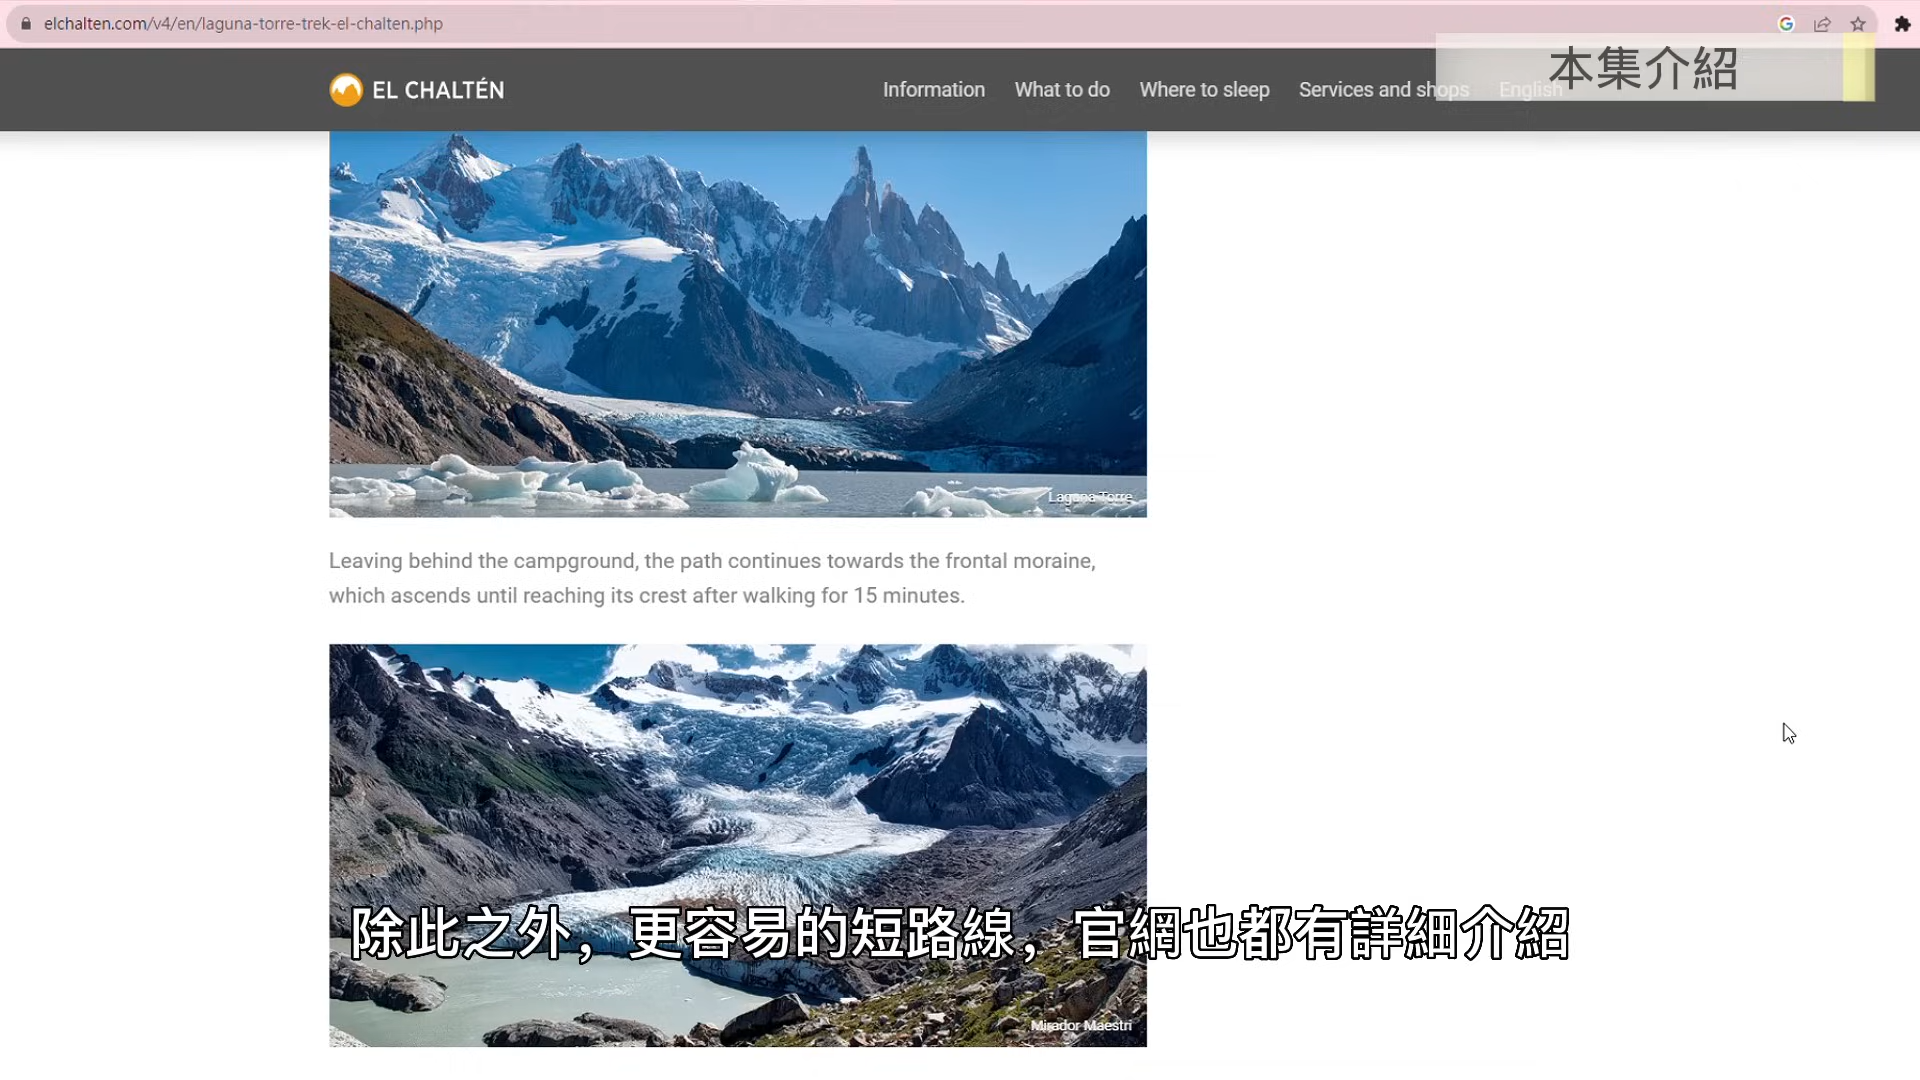 elchalten.com/v4/en/laguna-torre-trek-el-chalten.php
本集介紹
EL CHALTÉN
Information What to do Where to sleep Services and shops English
Laguna Torre
Leaving behind the campground, the path continues towards the frontal moraine,
which ascends until reaching its crest after walking for 15 minutes.
除此之外，更容易的短路線，官網也都有詳細介紹
Mirador Maestri